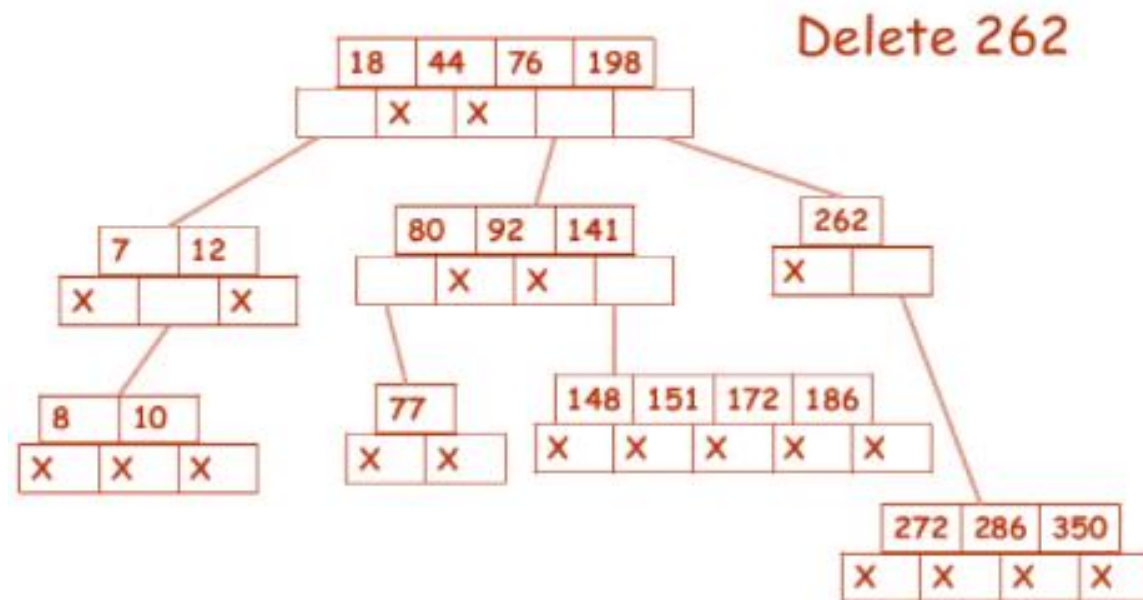 Delete 262
18 44 76 198
X X
7 12
X X
80 92 141
X X
262
X
8 10
X X X
77
X X
148 151 172 186
X X X X X
272 286 350
X X X X